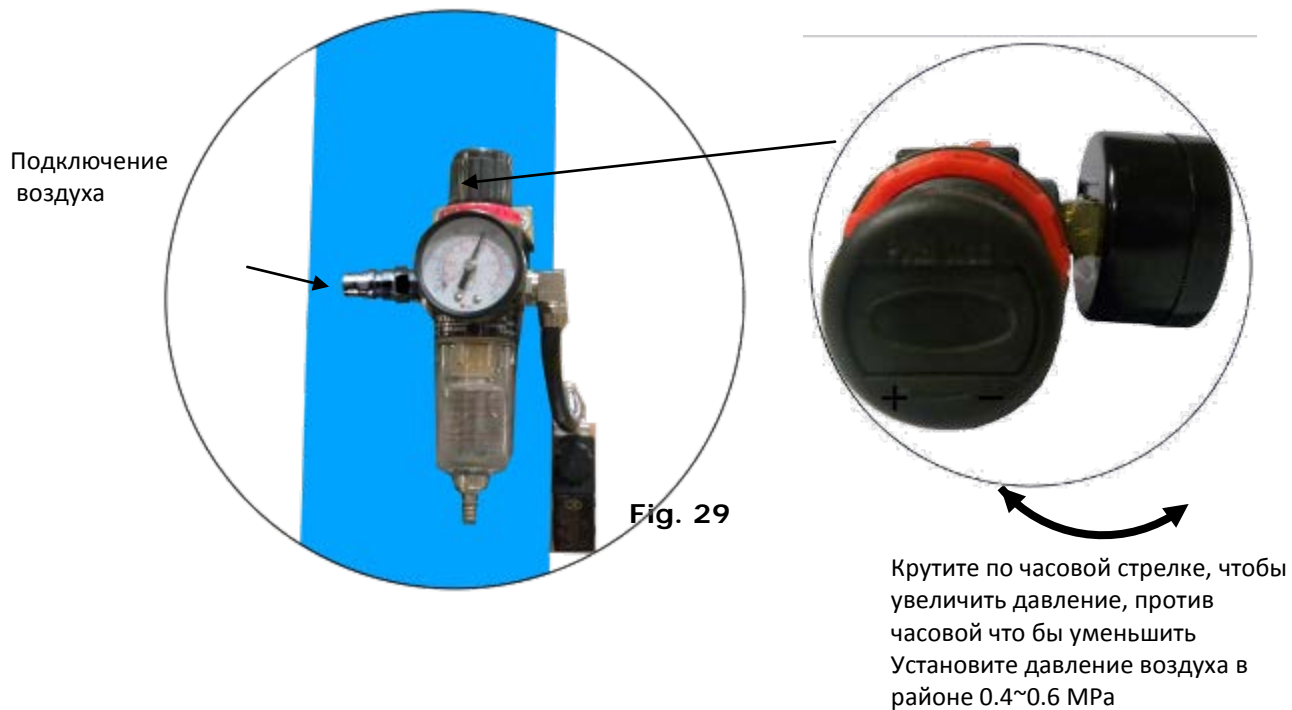 Подключение
воздуха
Fig. 29
+ −
Крутите по часовой стрелке, чтобы
увеличить давление, против
часовой что бы уменьшить
Установите давление воздуха в
районе 0.4~0.6 MPa